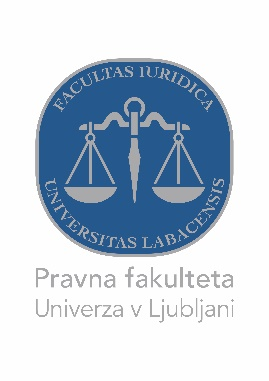 FACULTAS IURIDICA
UNIVERSITAS LABACENSIS
Pravna fakulteta
Univerza v Ljubljani